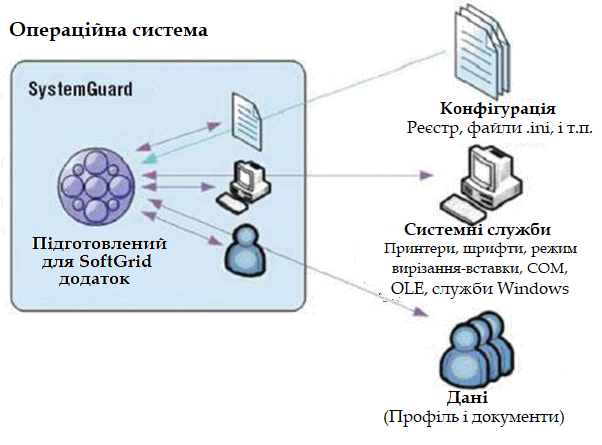 Операційна система
SystemGuard
Підготовлений
для SoftGrid
додаток
Конфігурація
Реєстр, файли .ini, і т.п.
Системні служби
Принтери, шрифти, режим
вирізання-вставки, COM,
OLE, служби Windows
Дані
(Профіль і документи)